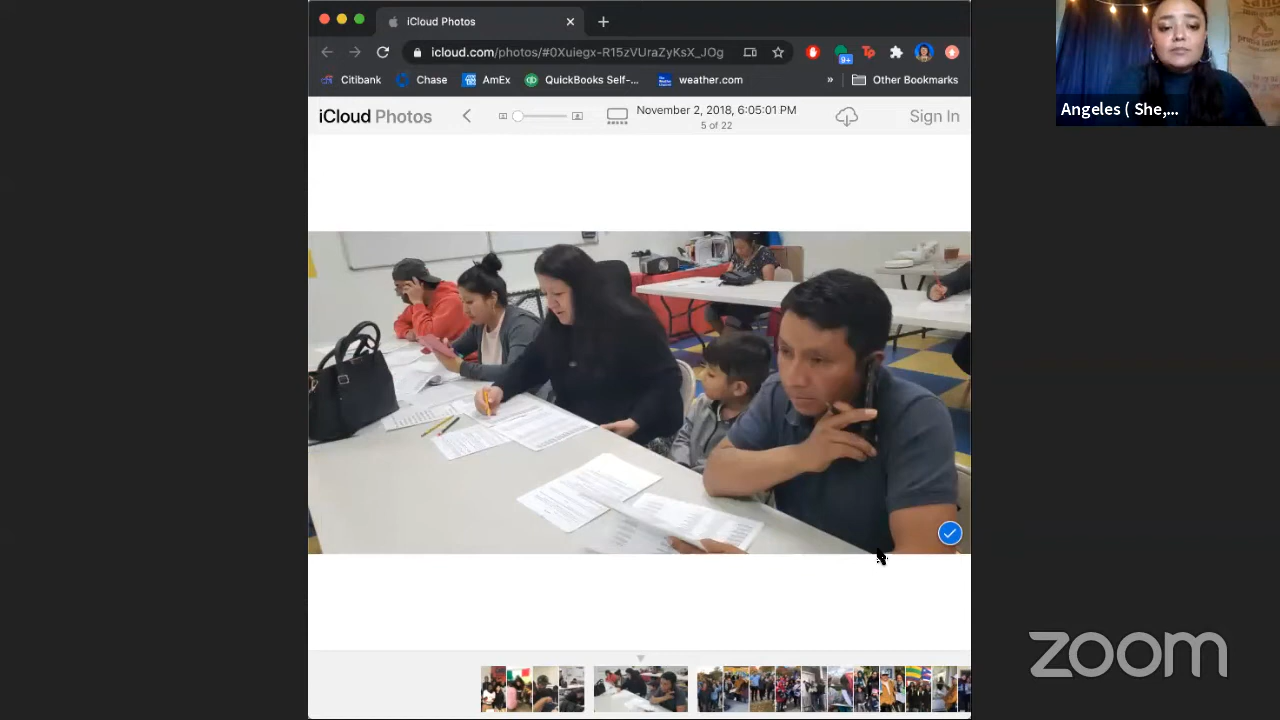 iCloud Photos
icloud.com/photos/#0Xuiegx-R15zVUraZyKsX_JOg
9+
Citibank
Chase
AmEx
QuickBooks Self-...
weather.com
»
Other Bookmarks
iCloud Photos
November 2, 2018, 6:05:01 PM
5 of 22
Sign In
Angeles ( She,...
zoom